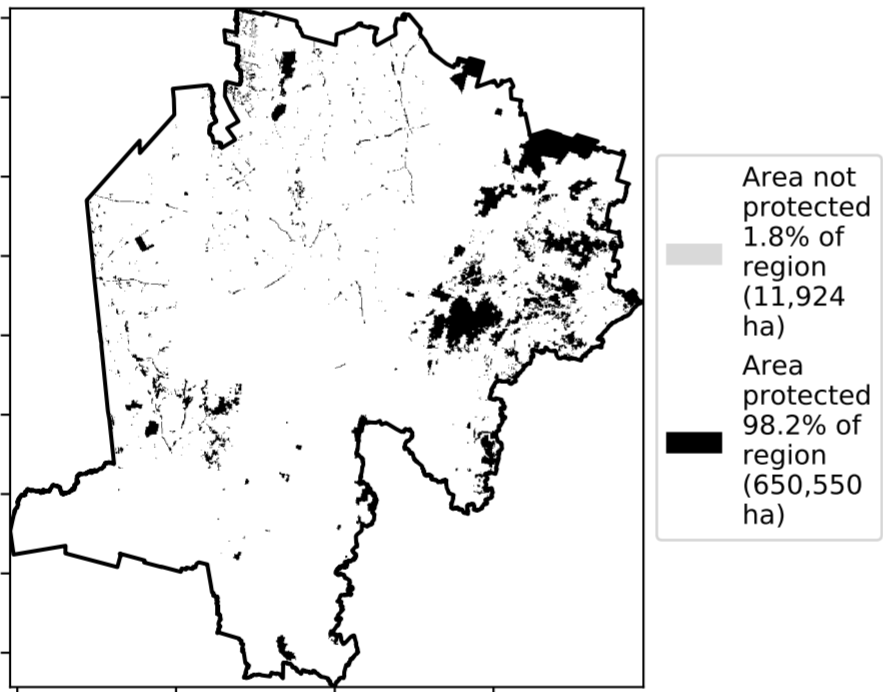 Area not
protected
1.8% of
region
(11,924
ha)
Area
protected
98.2% of
region
(650,550
ha)